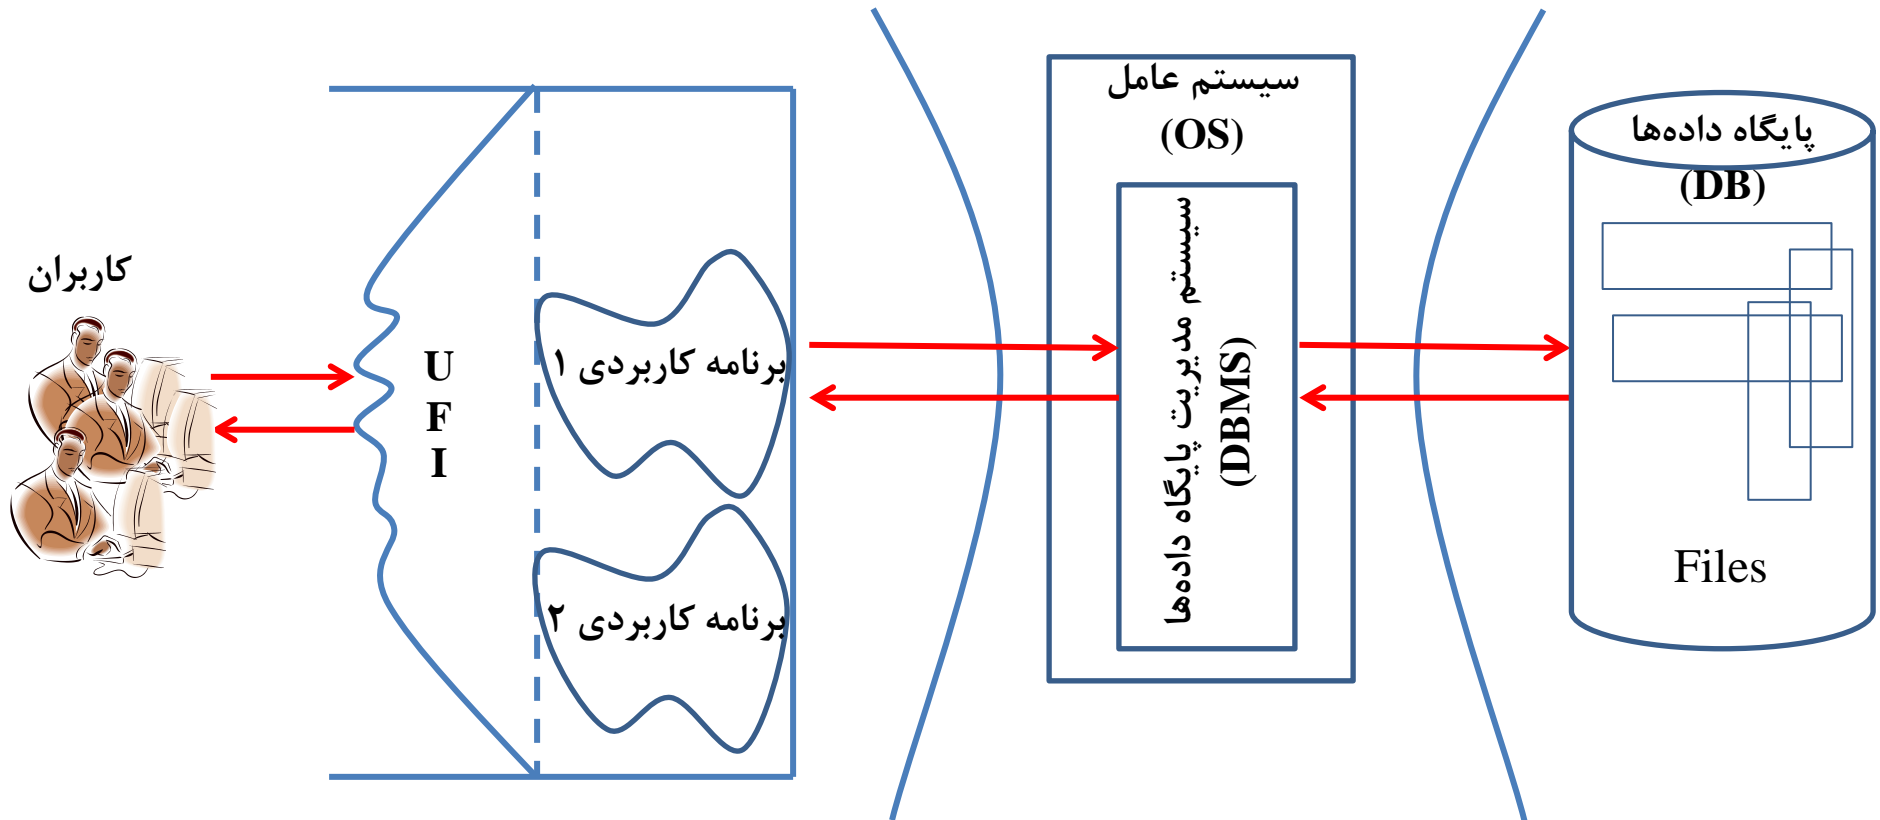 کاربران
U
F
I
برنامه کاربردی ۱
برنامه کاربردی ۲
سیستم عامل
(OS)
سیستم مدیریت پایگاه داده‌ها
(DBMS)
پایگاه داده‌ها
(DB)
Files